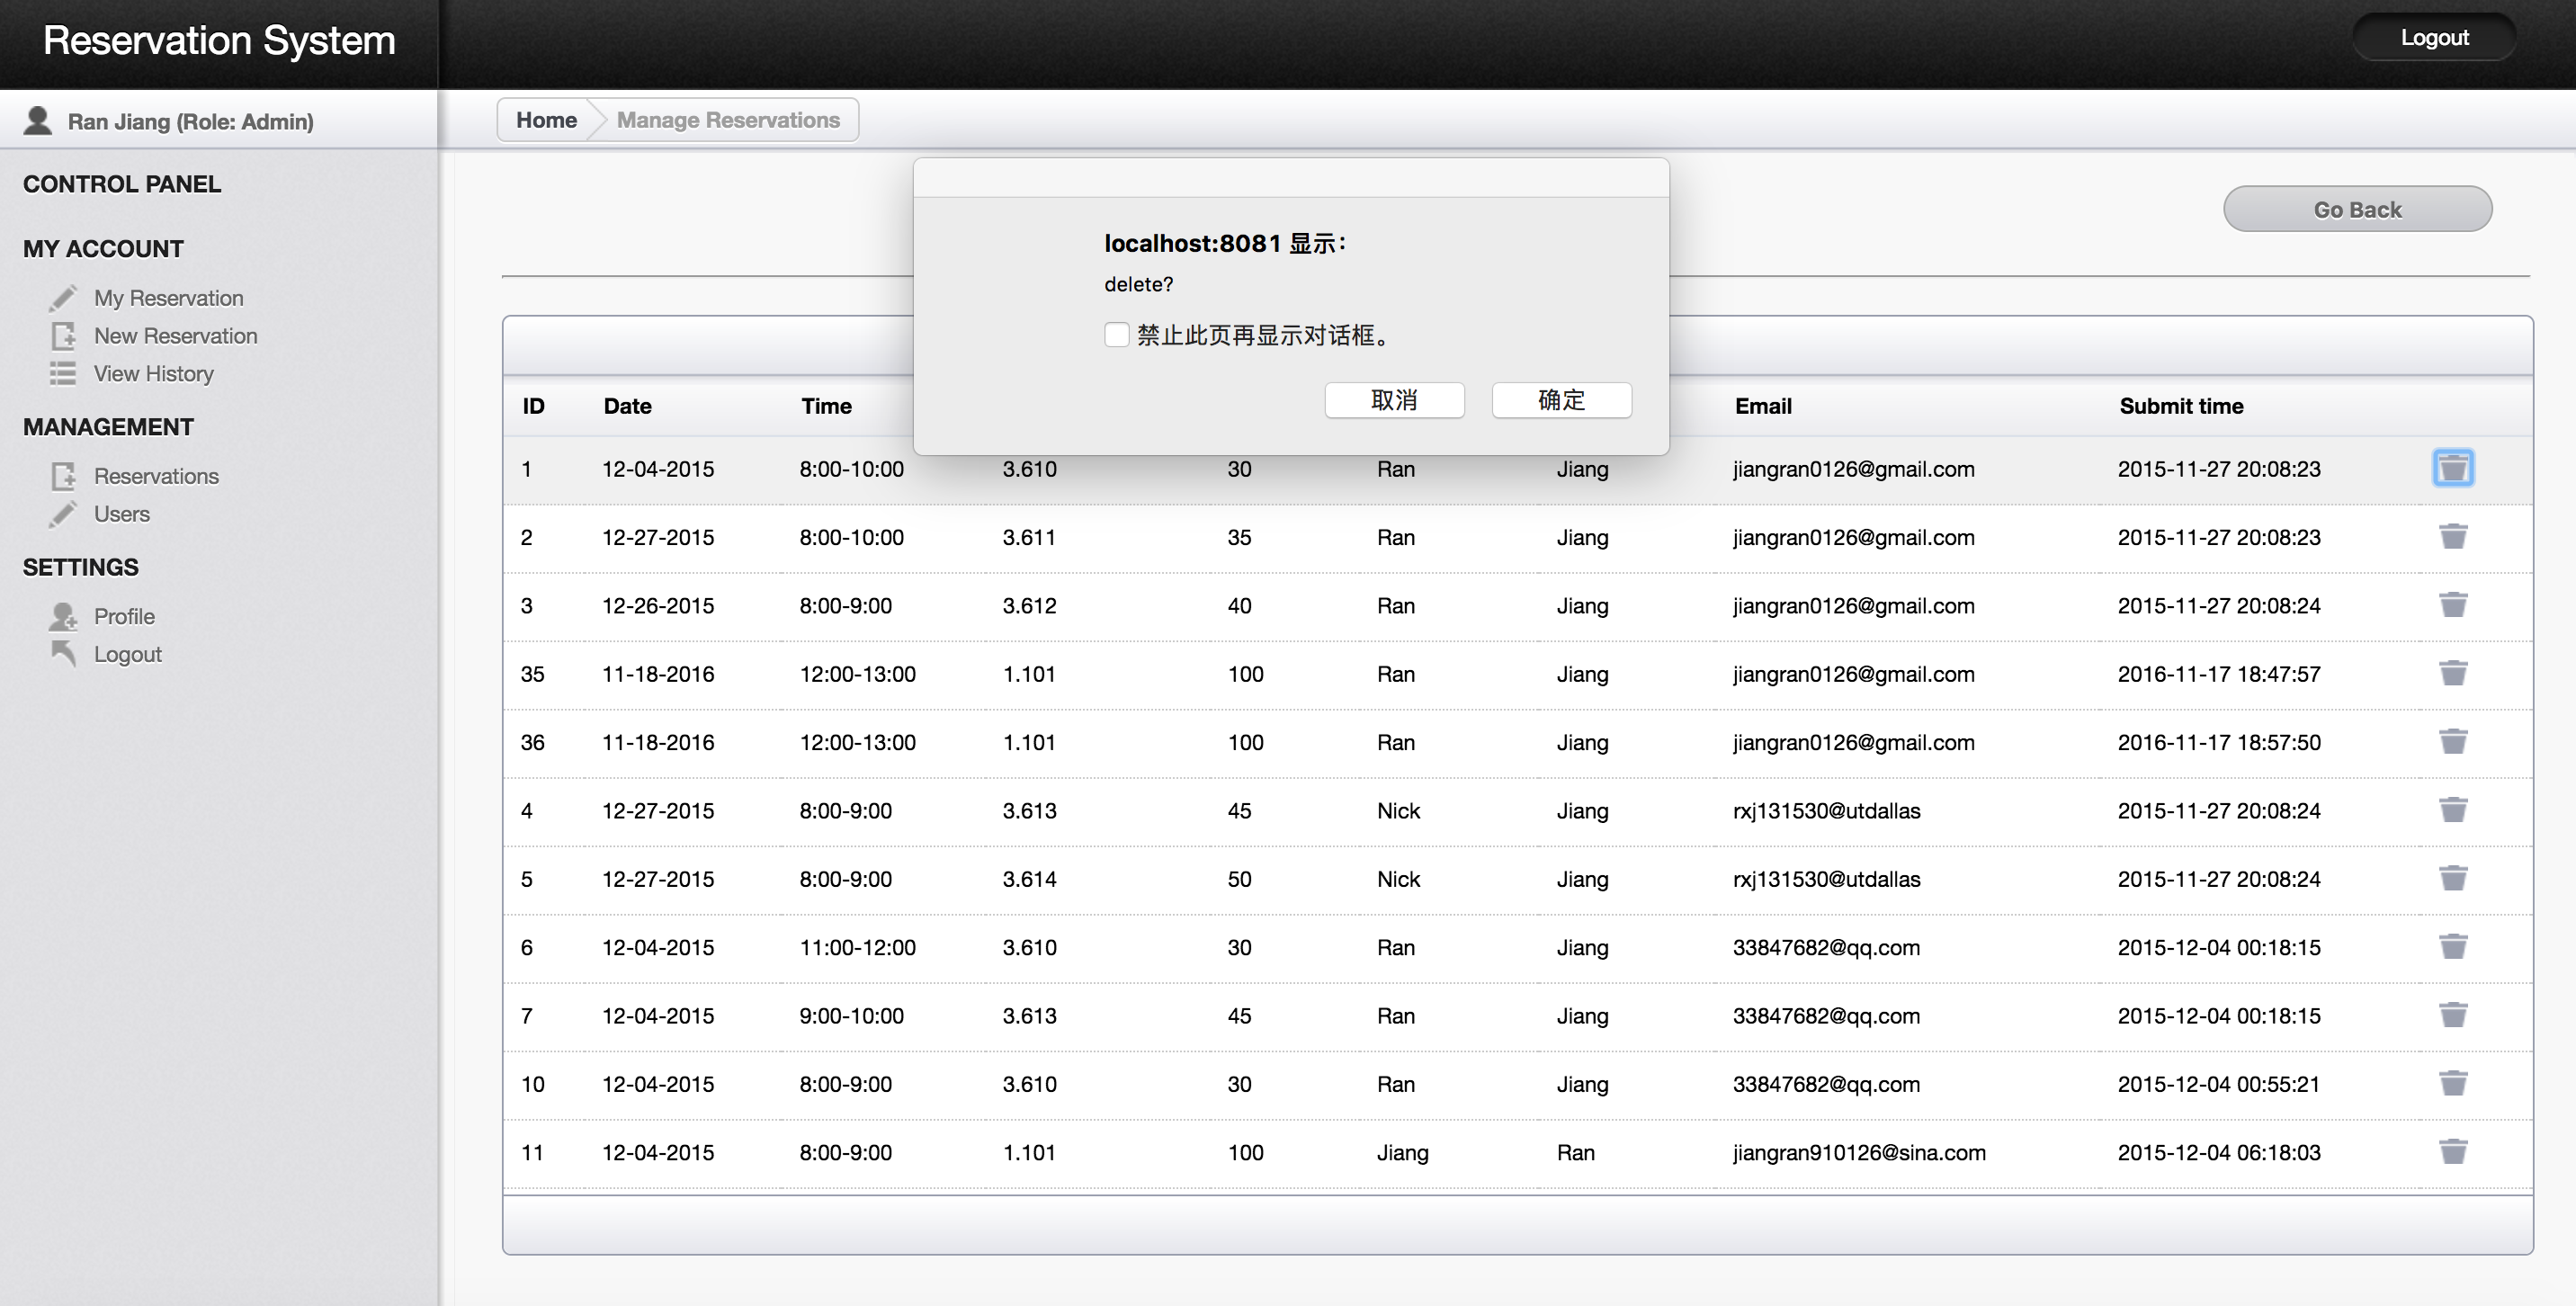 Reservation System
Logout
Ran Jiang (Role: Admin)
Home
Manage Reservations
CONTROL PANEL
MY ACCOUNT
My Reservation
New Reservation
View History
MANAGEMENT
Reservations
Users
SETTINGS
Profile
Logout
Go Back
localhost:8081 显示：
delete?
禁止此页再显示对话框。
取消
确定
ID Date Time Email Submit time
1 12-04-2015 8:00-10:00 3.610 30 Ran Jiang jiangran0126@gmail.com 2015-11-27 20:08:23
2 12-27-2015 8:00-10:00 3.611 35 Ran Jiang jiangran0126@gmail.com 2015-11-27 20:08:23
3 12-26-2015 8:00-9:00 3.612 40 Ran Jiang jiangran0126@gmail.com 2015-11-27 20:08:24
35 11-18-2016 12:00-13:00 1.101 100 Ran Jiang jiangran0126@gmail.com 2016-11-17 18:47:57
36 11-18-2016 12:00-13:00 1.101 100 Ran Jiang jiangran0126@gmail.com 2016-11-17 18:57:50
4 12-27-2015 8:00-9:00 3.613 45 Nick Jiang rxj131530@utdallas 2015-11-27 20:08:24
5 12-27-2015 8:00-9:00 3.614 50 Nick Jiang rxj131530@utdallas 2015-11-27 20:08:24
6 12-04-2015 11:00-12:00 3.610 30 Ran Jiang 33847682@qq.com 2015-12-04 00:18:15
7 12-04-2015 9:00-10:00 3.613 45 Ran Jiang 33847682@qq.com 2015-12-04 00:18:15
10 12-04-2015 8:00-9:00 3.610 30 Ran Jiang 33847682@qq.com 2015-12-04 00:55:21
11 12-04-2015 8:00-9:00 1.101 100 Jiang Ran jiangran910126@sina.com 2015-12-04 06:18:03